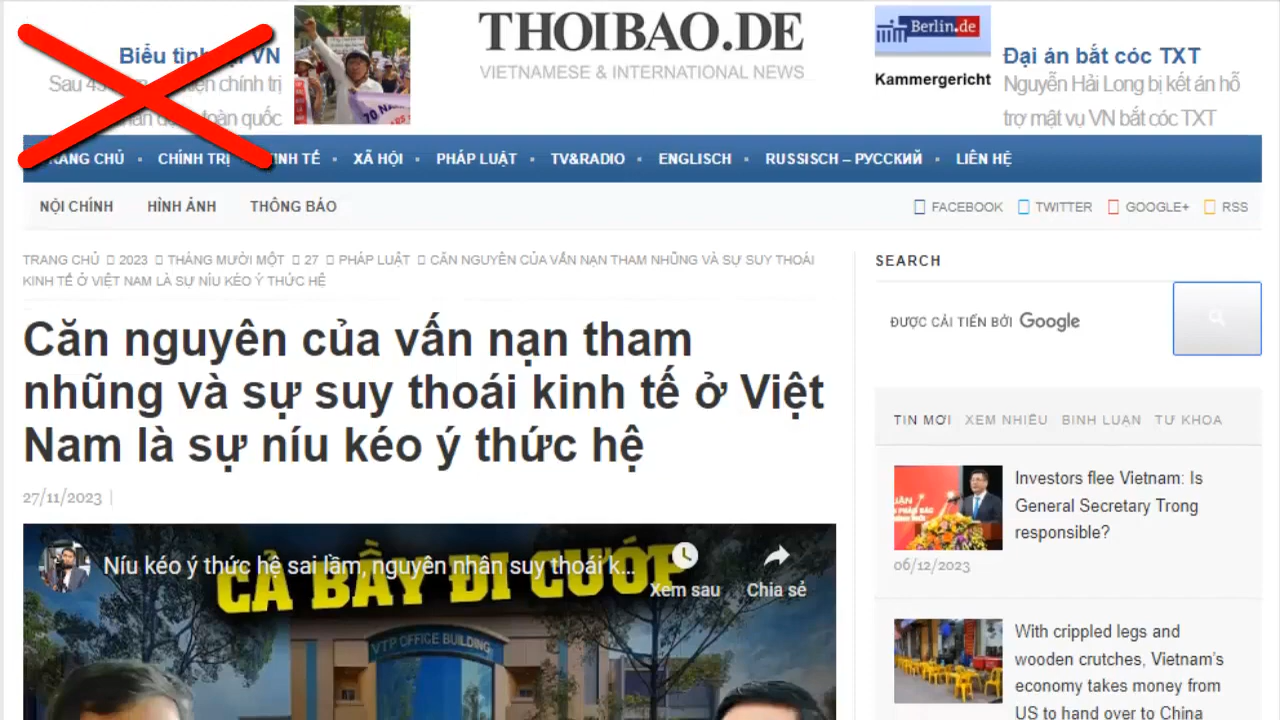 Biểu tình VN
Sau chính trị
toàn quốc
70 NĂM
THOIBAO.DE
VIETNAMESE & INTERNATIONAL NEWS
Berlin.de
Kammergericht
Đại án bắt cóc TXT
Nguyễn Hải Long bị kết án hỗ
trợ mật vụ VN bắt cóc TXT
TRANG CHỦ • CHÍNH TRỊ • KINH TẾ • XÃ HỘI • PHÁP LUẬT • TV&RADIO • ENGLISCH • RUSSISCH – РУССКИЙ • LIÊN HỆ
NỘI CHÍNH HÌNH ẢNH THÔNG BÁO FACEBOOK TWITTER GOOGLE+ RSS
TRANG CHỦ 2023 THÁNG MƯỜI MỘT 27 PHÁP LUẬT CĂN NGUYÊN CỦA VẤN NẠN THAM NHŨNG VÀ SỰ SUY THOÁI
KINH TẾ Ở VIỆT NAM LÀ SỰ NÍU KÉO Ý THỨC HỆ
Căn nguyên của vấn nạn tham
nhũng và sự suy thoái kinh tế ở Việt
Nam là sự níu kéo ý thức hệ
27/11/2023
Níu kéo ý thức hệ sai lầm, nguyên nhân suy thoái k...
Xem sau Chia sẻ
CẢ BẦY ĐI CƯỚP
VTP OFFICE BUILDING
SEARCH
ĐƯỢC CẢI TIẾN BỞI Google
TIN MỚI XEM NHIỀU BÌNH LUẬN TỪ KHÓA
Investors flee Vietnam: Is
General Secretary Trong
responsible?
06/12/2023
With crippled legs and
wooden crutches, Vietnam's
economy takes money from
US to hand over to China